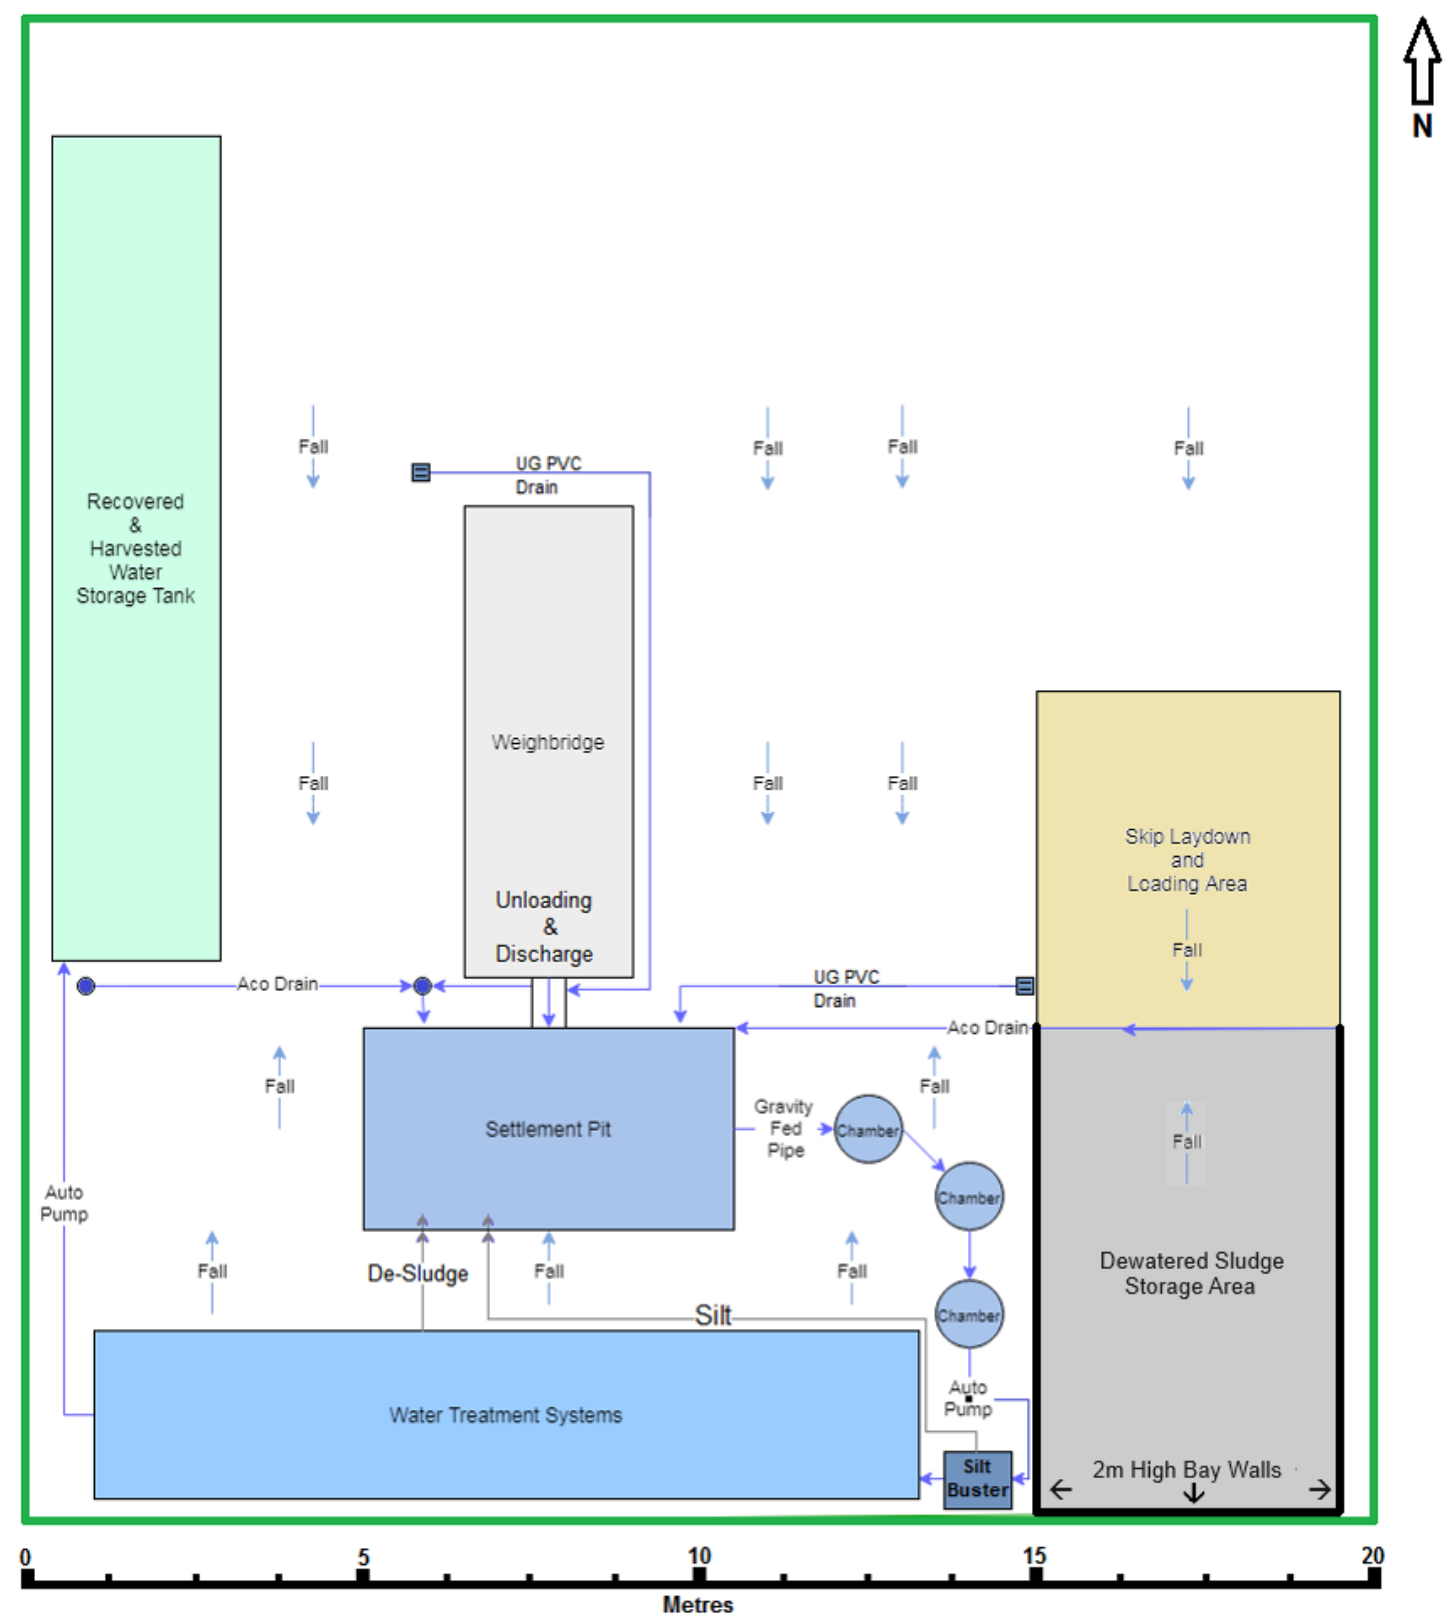 N
Fall
Fall
Fall
Fall
UG PVC
Drain
Recovered
&
Harvested
Water
Storage Tank
Weighbridge
Fall
Fall
Fall
Skip Laydown
and
Loading Area
Unloading
&
Discharge
Fall
Aco Drain
UG PVC
Drain
Aco Drain
Fall
Fall
Gravity
Fed
Pipe
Chamber
Settlement Pit
Fall
Auto
Pump
Chamber
Fall
De-Sludge
Fall
Fall
Dewatered Sludge
Storage Area
Silt
Chamber
Auto
Pump
Water Treatment Systems
Silt
Buster
2m High Bay Walls
0 5 10 15 20
Metres